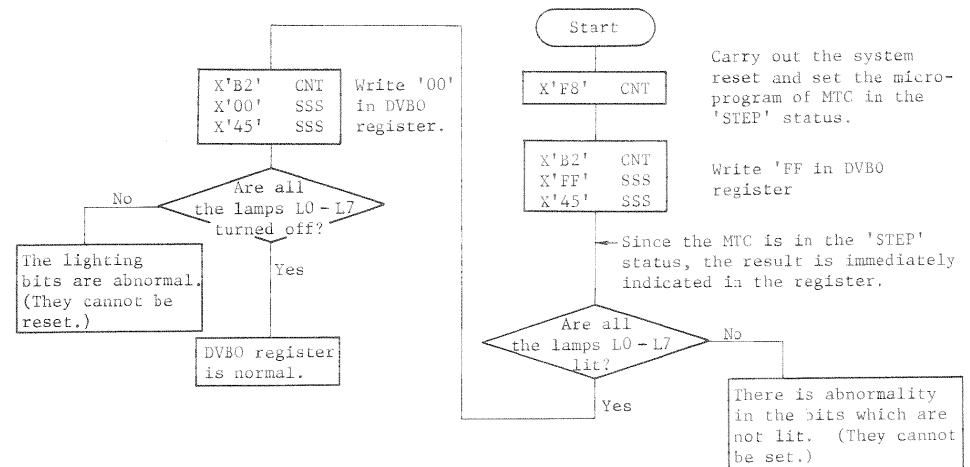 Start
X'F8' CNT
Carry out the system
reset and set the micro-
program of MTC in the
'STEP' status.
X'B2' CNT
X'FF' SSS
X'45' SSS
Write 'FF in DVBO
register
Since the MTC is in the 'STEP'
status, the result is immediately
indicated in the register.
Are all
the lamps L0 - L7
lit?
No
There is abnormality
in the bits which are
not lit. (They cannot
be set.)
Yes
X'B2' CNT
X'00' SSS
X'45' SSS
Write '00'
in DVBO
register.
Are all
the lamps L0 - L7
turned off?
No
The lighting
bits are abnormal.
(They cannot be
reset.)
Yes
DVBO register
is normal.